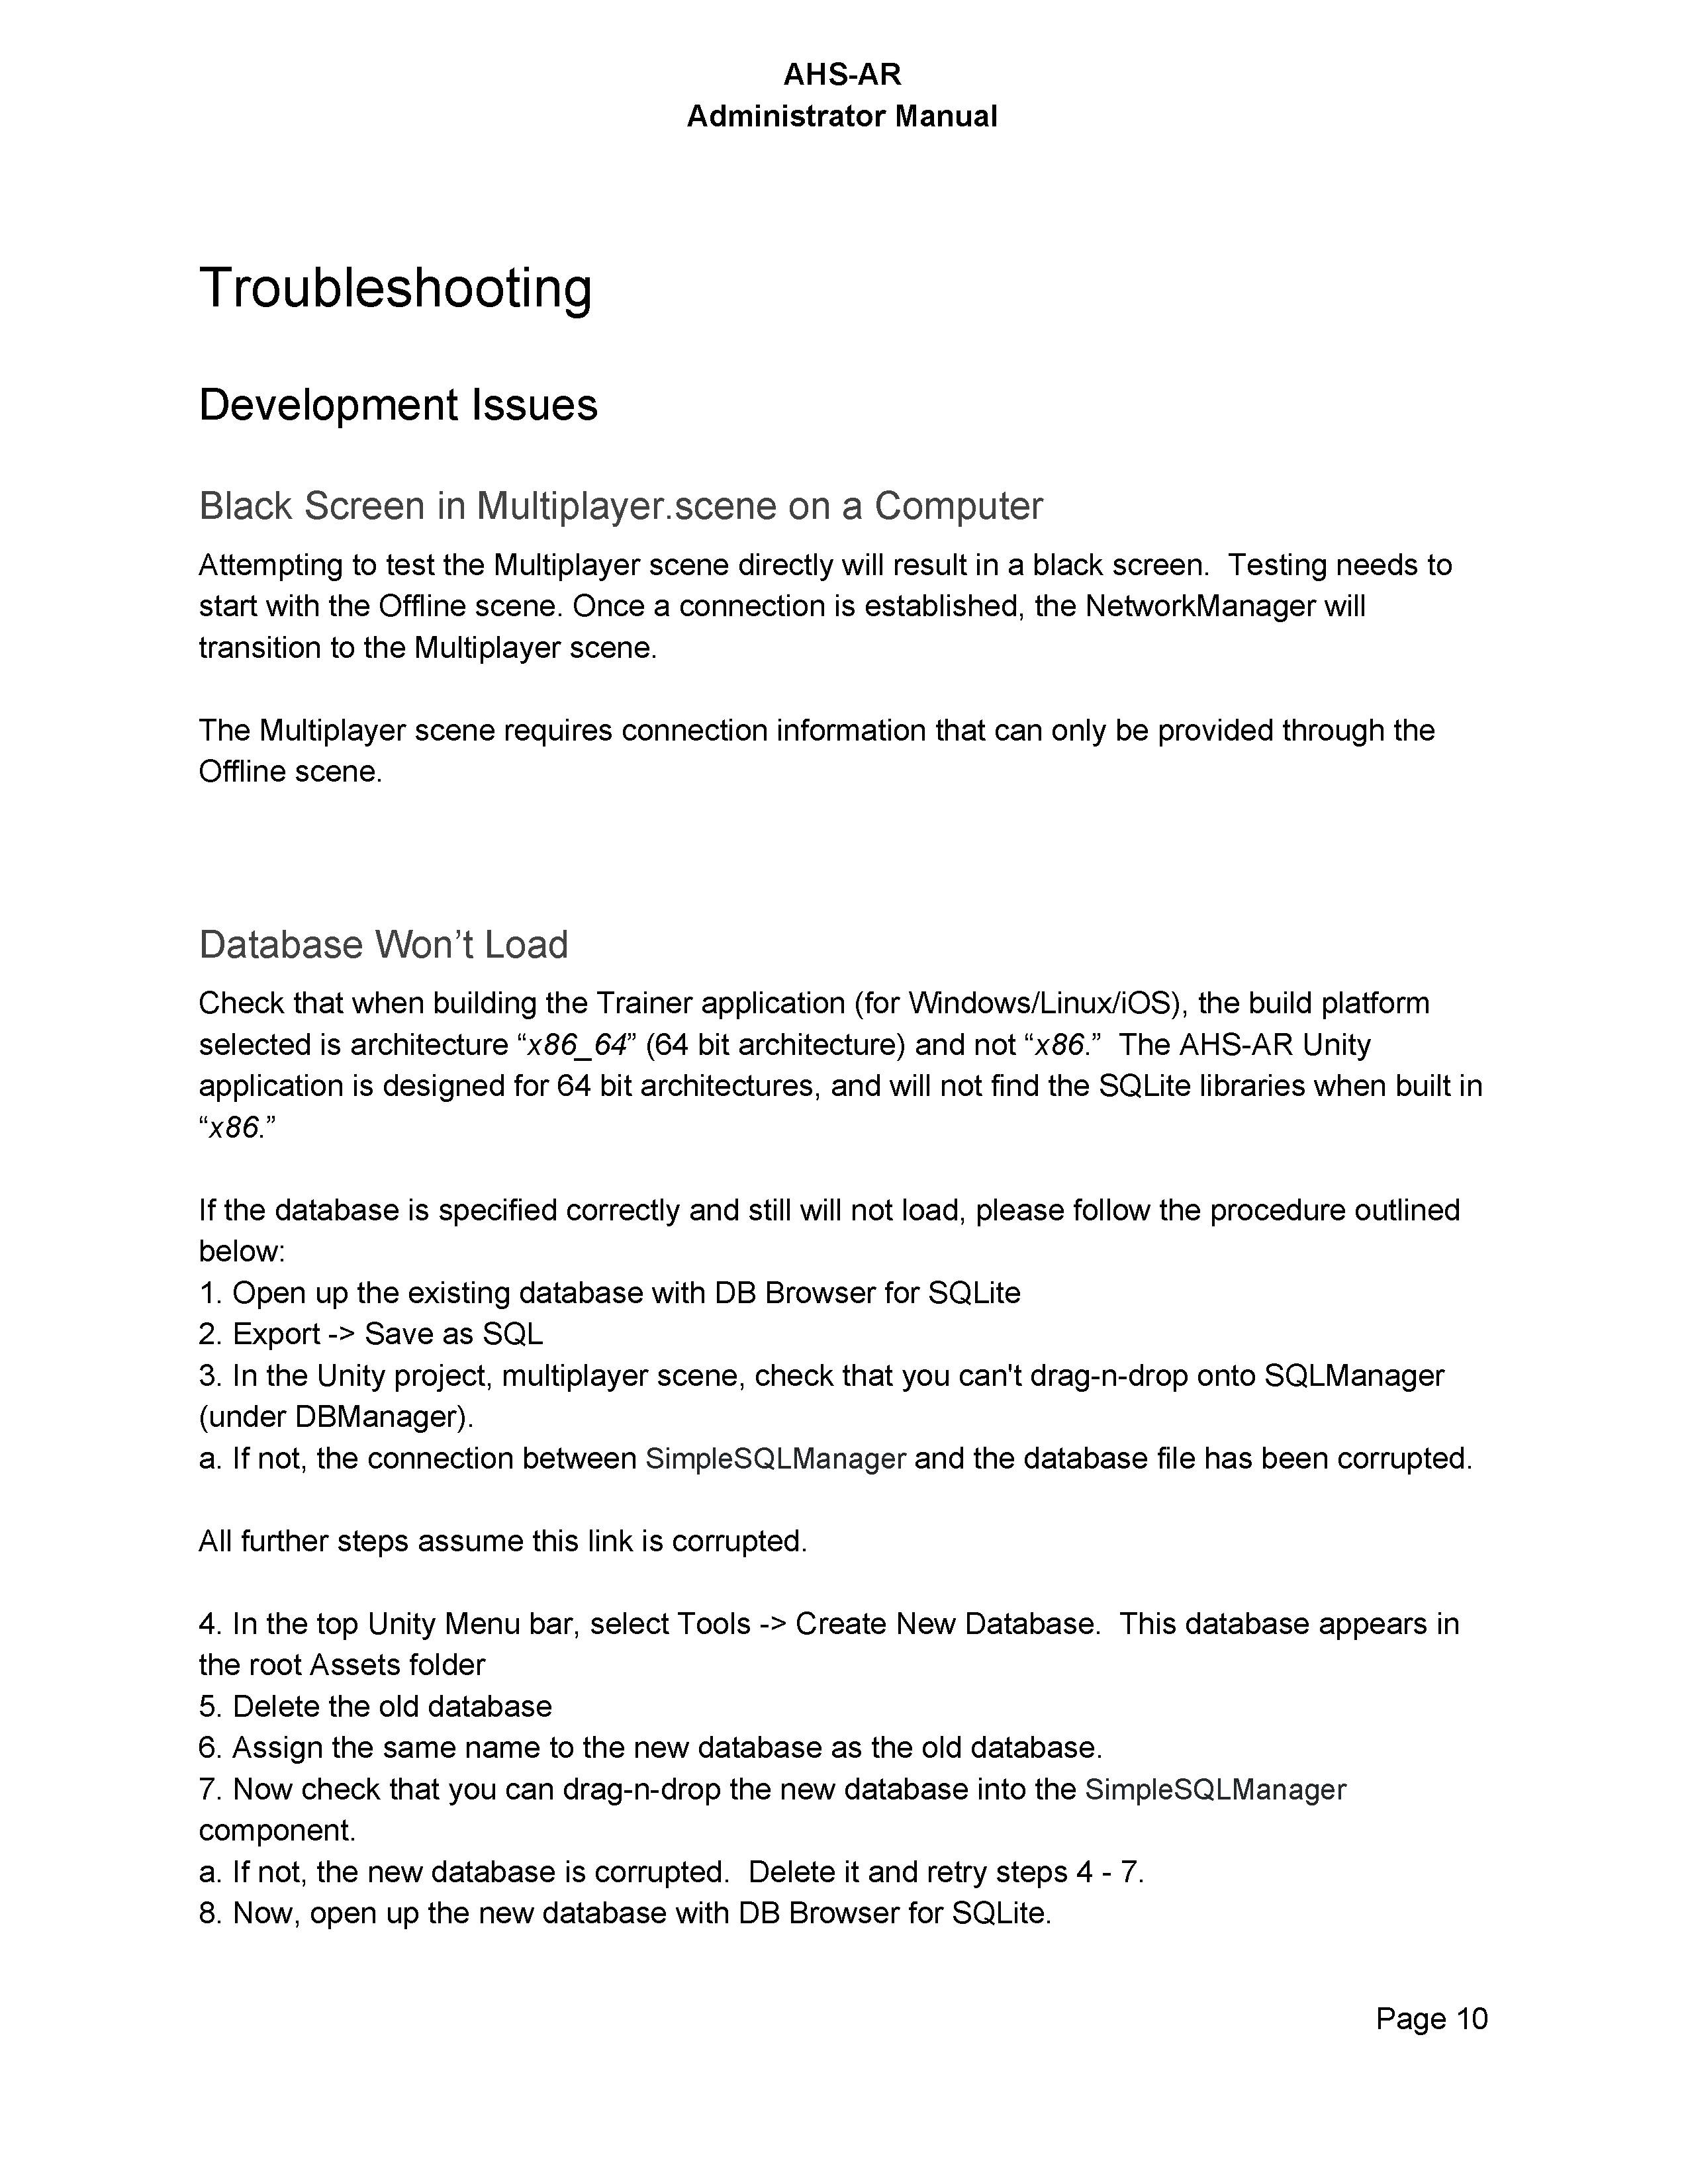 AHS-AR
Administrator Manual
Troubleshooting
Development Issues
Black Screen in Multiplayer.scene on a Computer
Attempting to test the Multiplayer scene directly will result in a black screen.  Testing needs to
start with the Offline scene. Once a connection is established, the NetworkManager will
transition to the Multiplayer scene.
The Multiplayer scene requires connection information that can only be provided through the
Offline scene.
Database Won’t Load
Check that when building the Trainer application (for Windows/Linux/iOS), the build platform
selected is architecture “x86_64” (64 bit architecture) and not “x86.”  The AHS-AR Unity
application is designed for 64 bit architectures, and will not find the SQLite libraries when built in
“x86.”
If the database is specified correctly and still will not load, please follow the procedure outlined
below:
1. Open up the existing database with DB Browser for SQLite
2. Export -> Save as SQL
3. In the Unity project, multiplayer scene, check that you can't drag-n-drop onto SQLManager
(under DBManager).
a. If not, the connection between SimpleSQLManager and the database file has been corrupted.
All further steps assume this link is corrupted.
4. In the top Unity Menu bar, select Tools -> Create New Database.  This database appears in
the root Assets folder
5. Delete the old database
6. Assign the same name to the new database as the old database.
7. Now check that you can drag-n-drop the new database into the SimpleSQLManager
component.
a. If not, the new database is corrupted.  Delete it and retry steps 4 - 7.
8. Now, open up the new database with DB Browser for SQLite.
Page 10